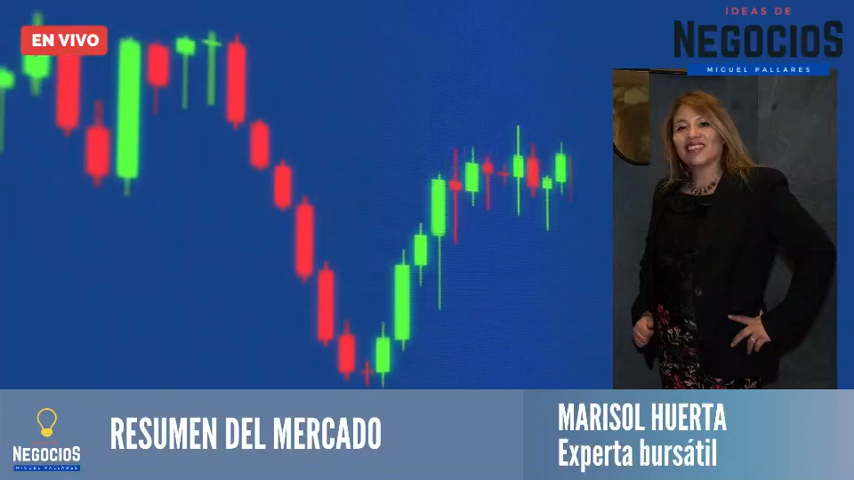 EN VIVO
IDEAS DE
NEGOCIOS
MIGUEL PALLARES
NEGOCIOS
MIGUEL PALLARES
RESUMEN DEL MERCADO
MARISOL HUERTA
Experta bursátil